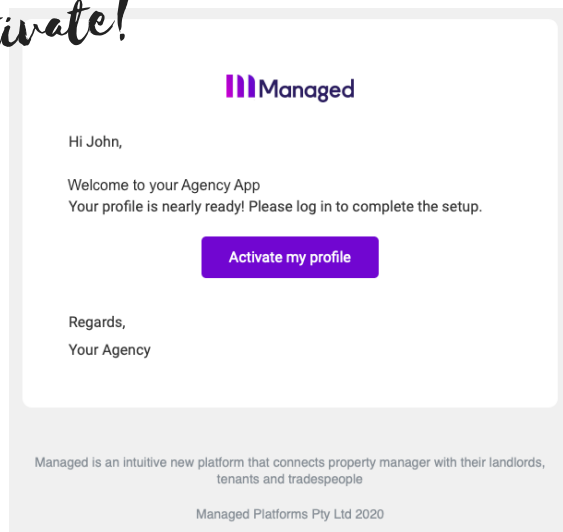 tivate!
Managed
Hi John,
Welcome to your Agency App
Your profile is nearly ready! Please log in to complete the setup.
Activate my profile
Regards,
Your Agency
Managed is an intuitive new platform that connects property manager with their landlords,
tenants and tradespeople
Managed Platforms Pty Ltd 2020